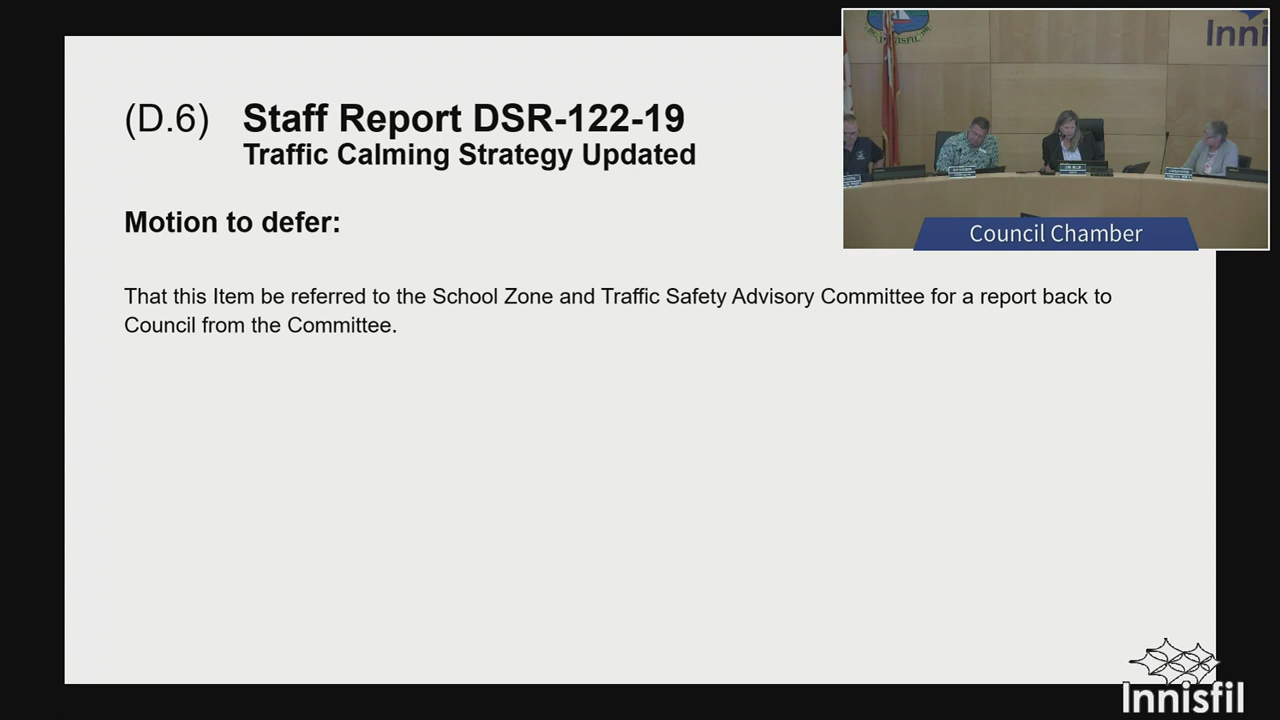 (D.6) Staff Report DSR-122-19
Traffic Calming Strategy Updated
Motion to defer:
That this Item be referred to the School Zone and Traffic Safety Advisory Committee for a report back to
Council from the Committee.
INNISFIL
Inni
Council Chamber
Innisfil